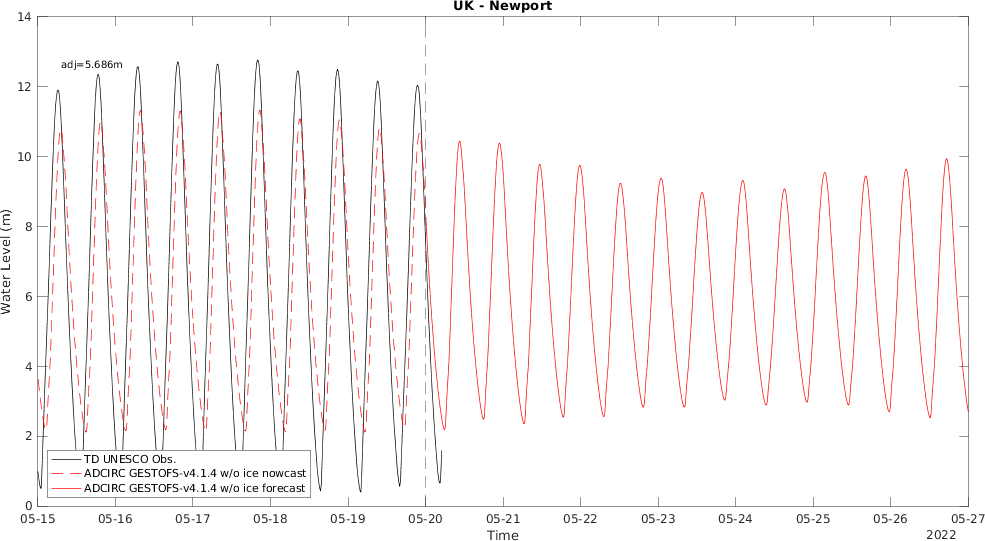 UK - Newport
14
12
10
8
6
4
2
0
Water Level (m)
adj=5.686m
TD UNESCO Obs.
ADCIRC GESTOFS-v4.1.4 w/o ice nowcast
ADCIRC GESTOFS-v4.1.4 w/o ice forecast
05-15 05-16 05-17 05-18 05-19 05-20 05-21 05-22 05-23 05-24 05-25 05-26 05-27
Time
2022